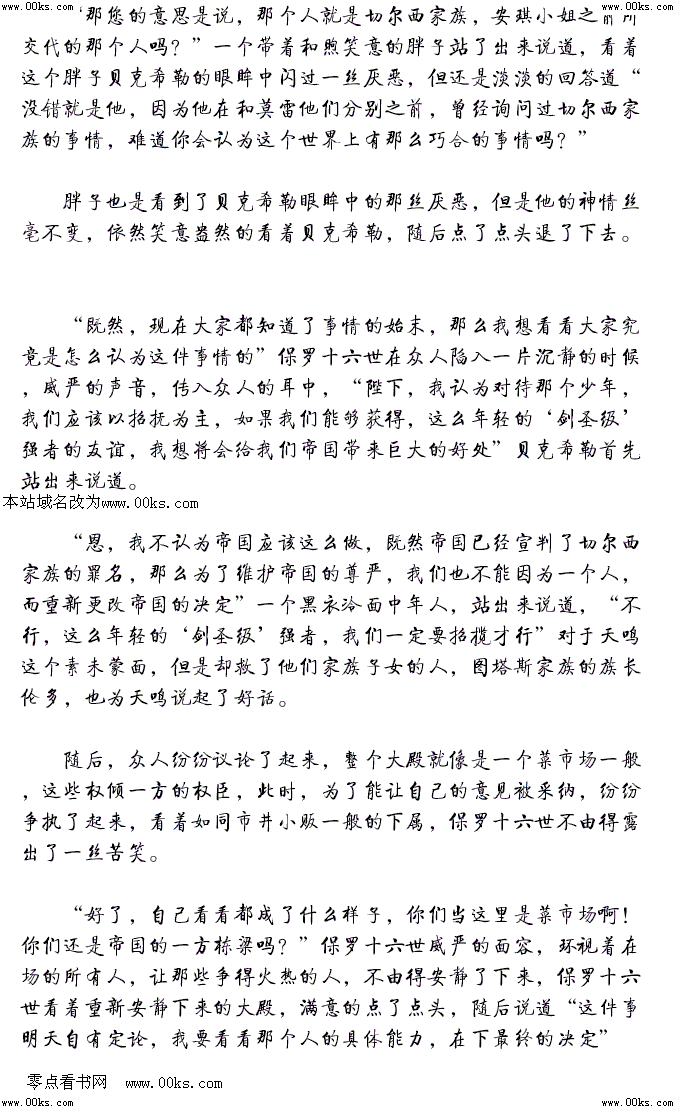 www.00ks.com www.00ks.com
“那您的意思是说，那个人就是切尔西家族，安琪小姐之前所
交代的那个人吗？”一个带着和煦笑意的胖子站了出来说道，看着
这个胖子贝克希勒的眼眸中闪过一丝厌恶，但还是淡淡的回答道“
没错就是他，因为他在和莫雷他们分别之前，曾经询问过切尔西家
族的事情，难道你会认为这个世界上有那么巧合的事情吗？”
胖子也是看到了贝克希勒眼眸中的那丝厌恶，但是他的神情丝
毫不变，依然笑意盎然的看着贝克希勒，随后点了点头退了下去。
“既然，现在大家都知道了事情的始末，那么我想看看大家究
竟是怎么认为这件事情的”保罗十六世在众人陷入一片沉静的时候
，威严的声音，传入众人的耳中，“陛下，我认为对待那个少年，
我们应该以招抚为主，如果我们能够获得，这么年轻的‘剑圣级’
强者的友谊，我想将会给我们帝国带来巨大的好处”贝克希勒首先
站出来说道。
本站域名改为www.00ks.com
“恩，我不认为帝国应该这么做，既然帝国已经宣判了切尔西
家族的罪名，那么为了维护帝国的尊严，我们也不能因为一个人，
而重新更改帝国的决定”一个黑衣冷面中年人，站出来说道，“不
行，这么年轻的‘剑圣级’强者，我们一定要招揽才行”对于天鸣
这个素未蒙面，但是却救了他们家族子女的人，图塔斯家族的族长
伦多，也为天鸣说起了好话。
随后，众人纷纷议论了起来，整个大殿就像是一个菜市场一般
，这些权倾一方的权臣，此时，为了能让自己的意见被采纳，纷纷
争执了起来，看着如同市井小贩一般的下属，保罗十六世不由得露
出了一丝苦笑。
“好了，自己看看都成了什么样子，你们当这里是菜市场啊！
你们还是帝国的一方栋梁吗？”保罗十六世威严的面容，环视着在
场的所有人，让那些争得火热的人，不由得安静了下来，保罗十六
世看着重新安静下来的大殿，满意的点了点头，随后说道“这件事
明天自有定论，我要看看那个人的具体能力，在下最终的决定”
零点看书网 www.00ks.com
www.00ks.com www.00ks.com